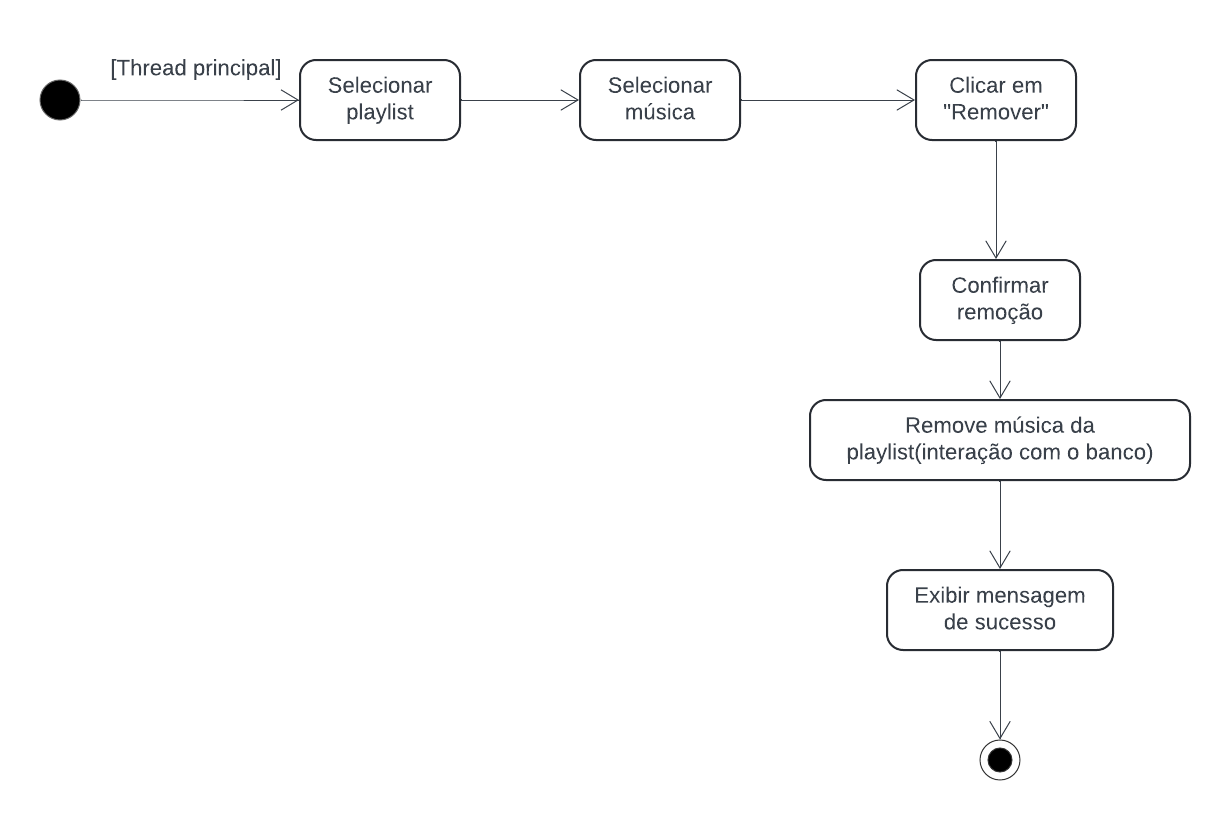 [Thread principal]
Selecionar
playlist
Selecionar
música
Clicar em
"Remover"
Confirmar
remoção
Remove música da
playlist(interação com o banco)
Exibir mensagem
de sucesso